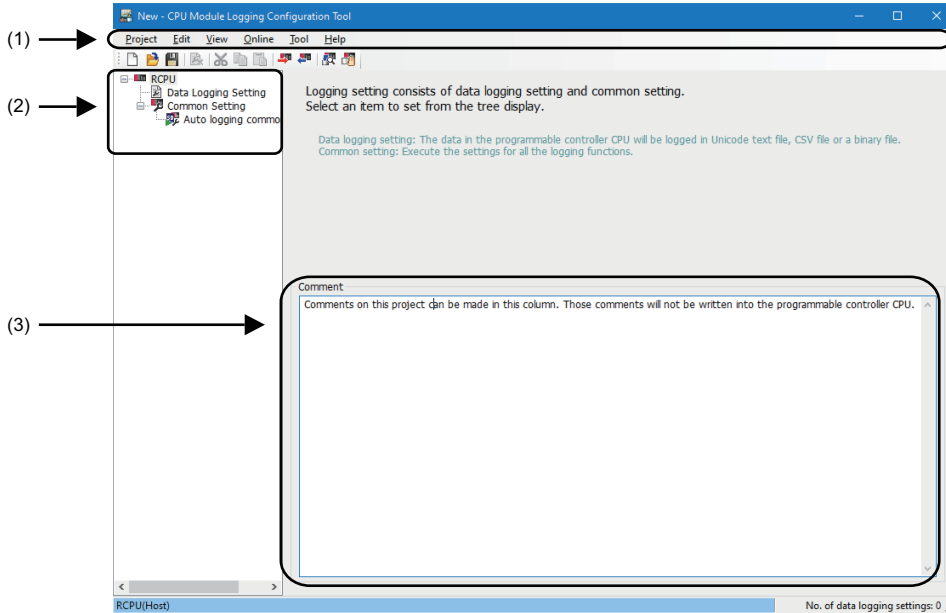 New - CPU Module Logging Configuration Tool
(1)
Project Edit View Online Tool Help
(2)
RCPU
Data Logging Setting
Common Setting
Auto logging commo
Logging setting consists of data logging setting and common setting.
Select an item to set from the tree display.
Data logging setting: The data in the programmable controller CPU will be logged in Unicode text file, CSV file or a binary file.
Common setting: Execute the settings for all the logging functions.
(3)
Comment
Comments on this project can be made in this column. Those comments will not be written into the programmable controller CPU.
RCPU(Host)
No. of data logging settings: 0